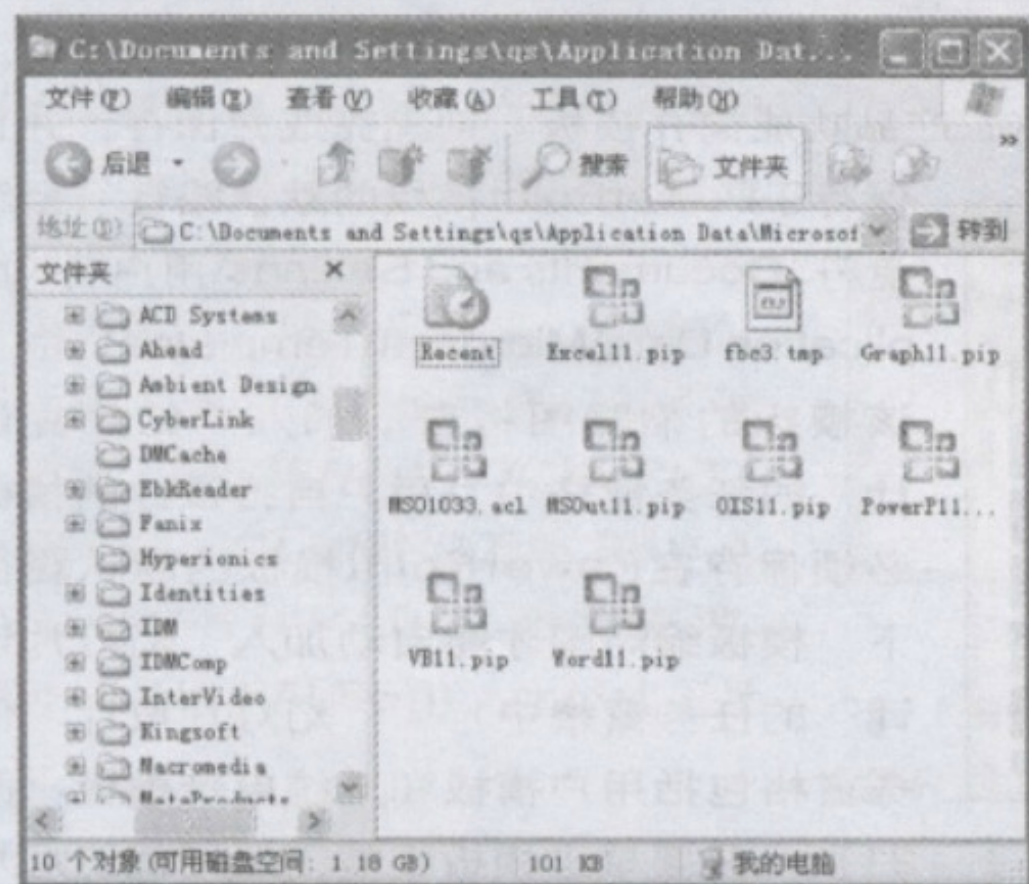 C:\Documents and Settings\qs\Application Dat...
文件(F) 编辑(E) 查看(V) 收藏(A) 工具(T) 帮助(H)
后退 搜索 文件夹 »
地址(D) C:\Documents and Settings\qs\Application Data\Microsof 转到
文件夹 ×
ACD Systems
Ahead
Ambient Design
CyberLink
DMCache
EbkReader
Fanix
Hyperionics
Identities
IDM
IDMComp
InterVideo
Kingsoft
Macromedia
MetaProducts
Recent Excel11.pip fbc3.tmp Graph11.pip
MSO1033.acl MSOut11.pip OIS11.pip PowerP11...
VB11.pip Word11.pip
10 个对象(可用磁盘空间: 1.18 GB) 101 KB 我的电脑